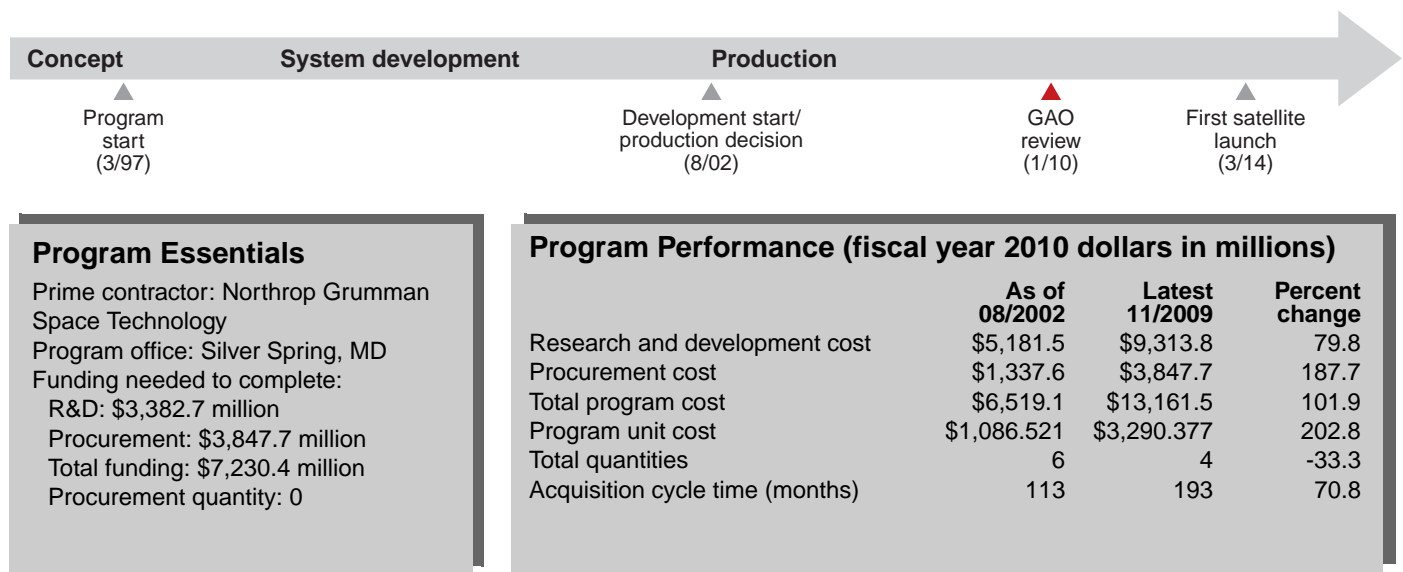 Concept System development Production
Program
start
(3/97)
Development start/
production decision
(8/02)
GAO
review
(1/10)
First satellite
launch
(3/14)
Program Essentials
Prime contractor: Northrop Grumman
Space Technology
Program office: Silver Spring, MD
Funding needed to complete:
R&D: $3,382.7 million
Procurement: $3,847.7 million
Total funding: $7,230.4 million
Procurement quantity: 0
Program Performance (fiscal year 2010 dollars in millions)
As of Latest Percent
08/2002 11/2009 change
Research and development cost $5,181.5 $9,313.8 79.8
Procurement cost $1,337.6 $3,847.7 187.7
Total program cost $6,519.1 $13,161.5 101.9
Program unit cost $1,086.521 $3,290.377 202.8
Total quantities 6 4 -33.3
Acquisition cycle time (months) 113 193 70.8